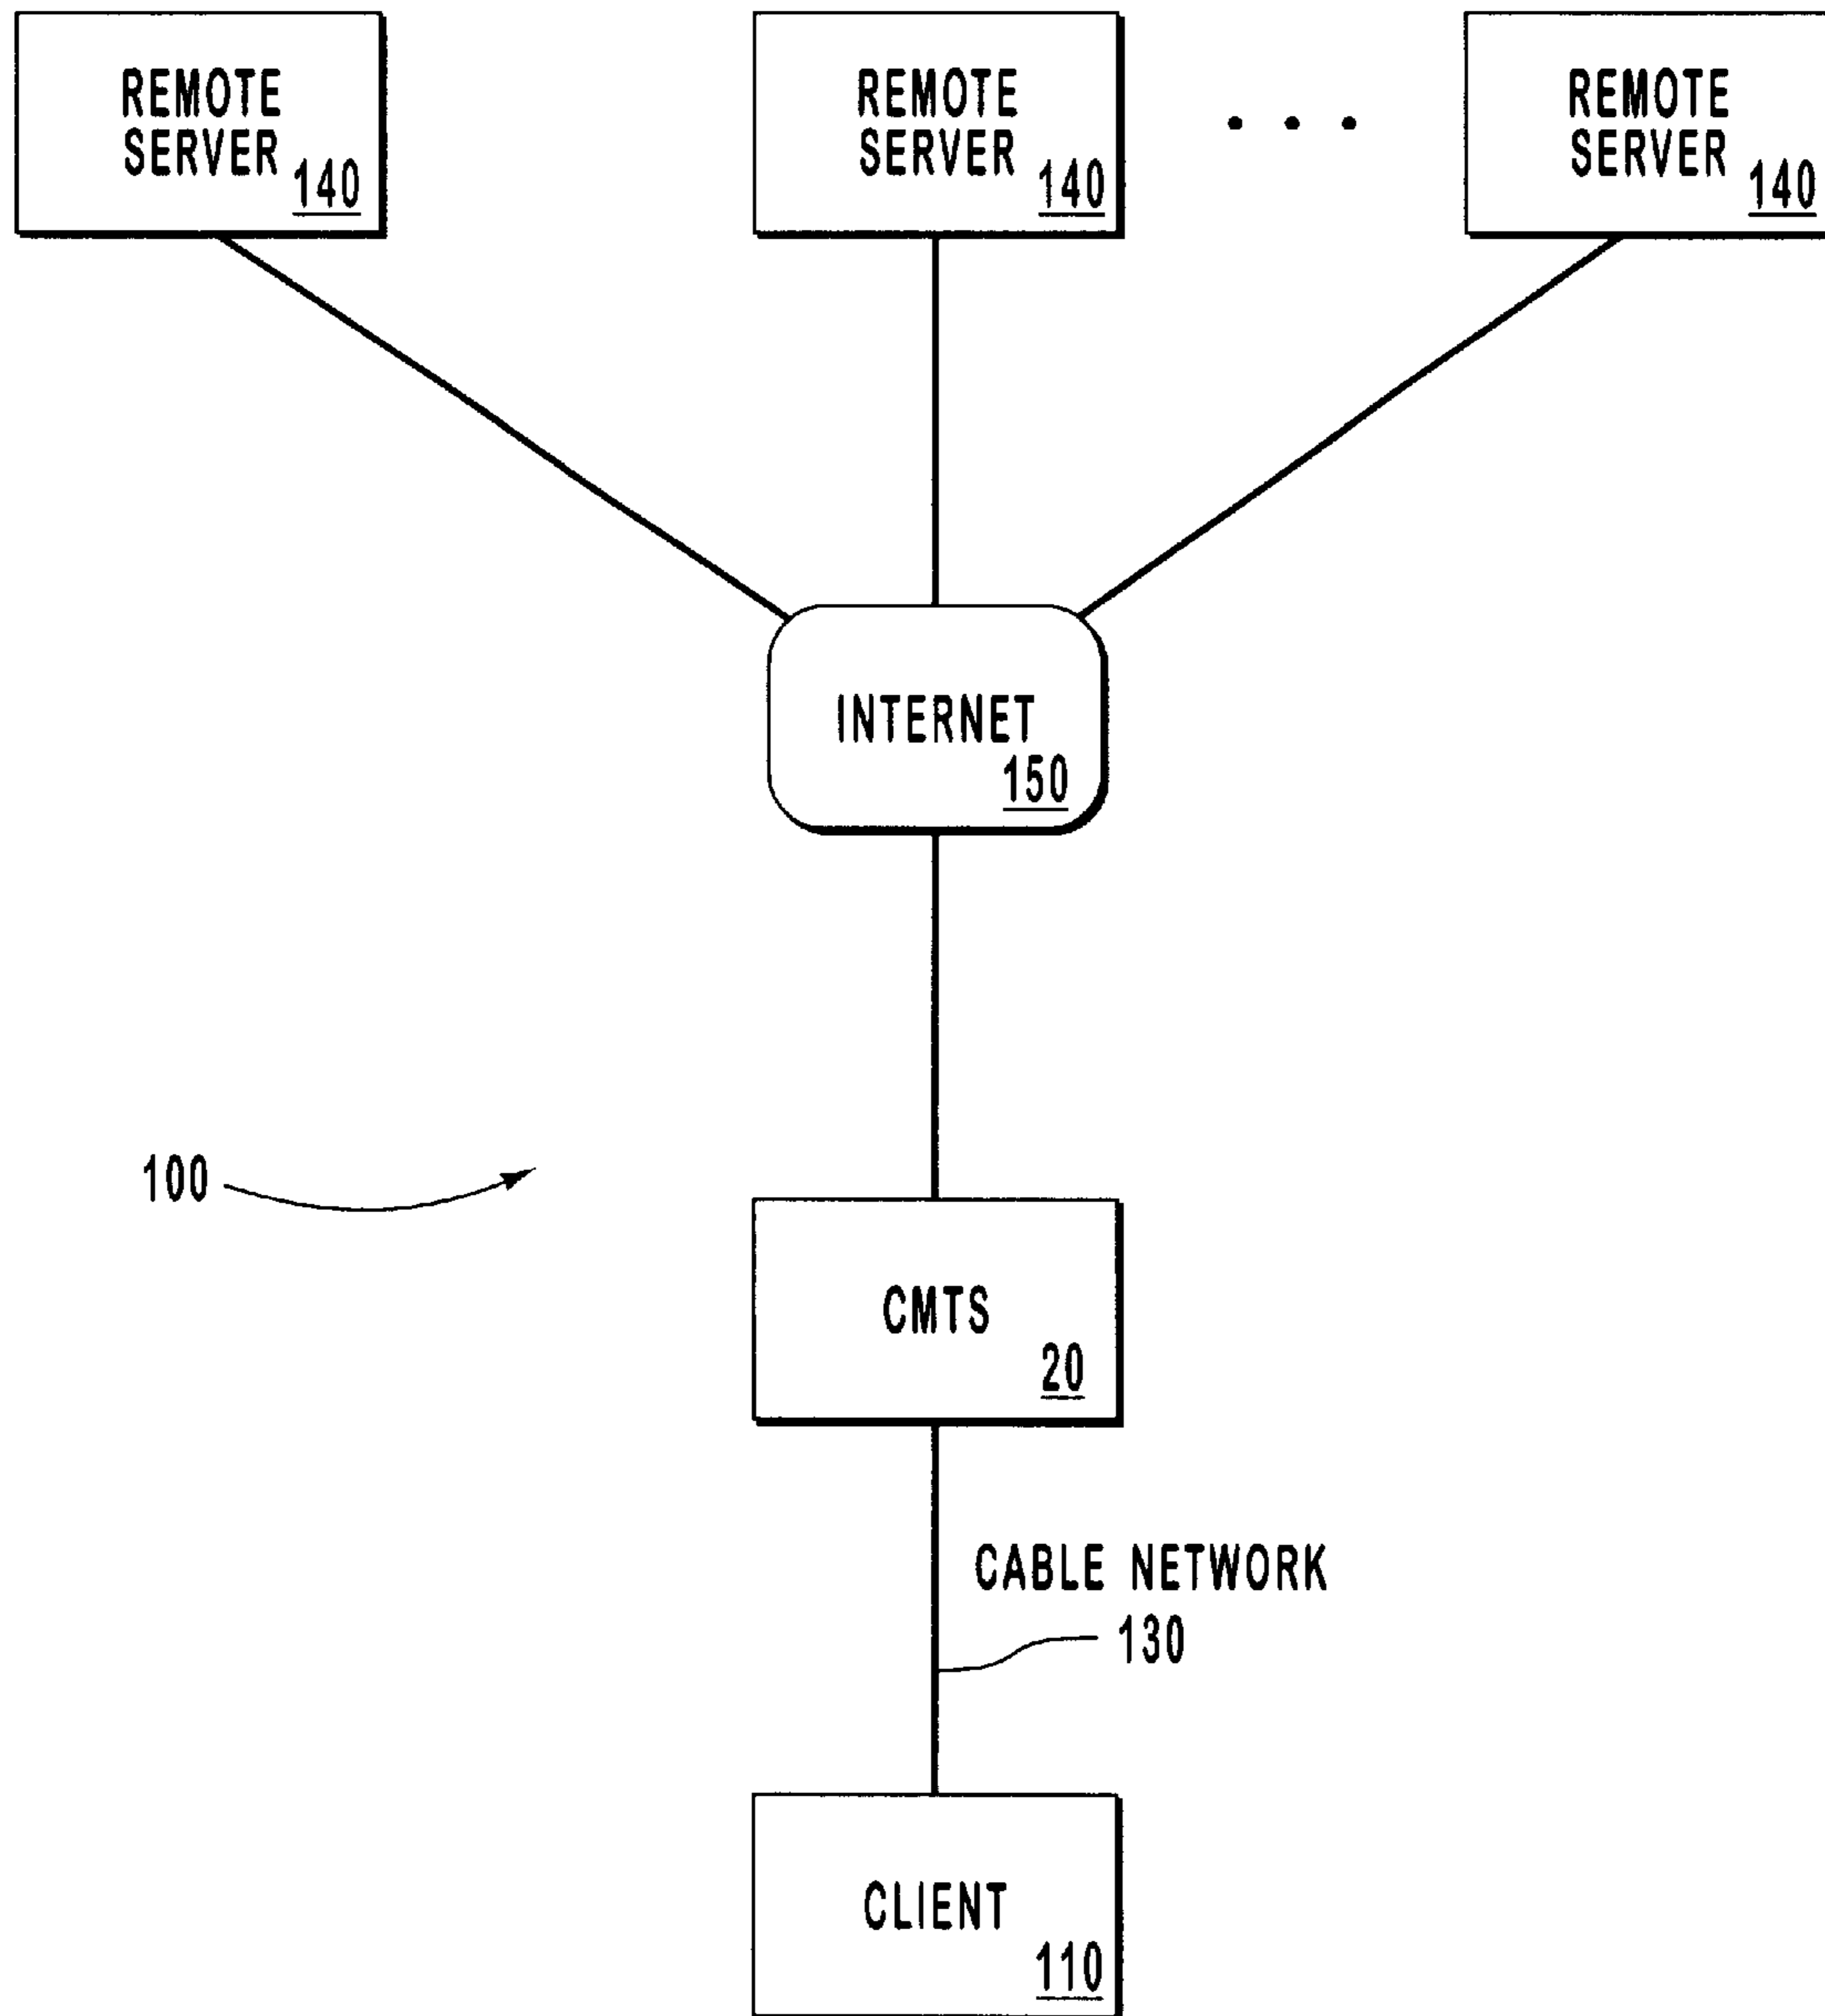 REMOTE
SERVER
140
REMOTE
SERVER
140
. . .
REMOTE
SERVER
140
INTERNET
150
100
CMTS
20
CABLE NETWORK
130
CLIENT
110